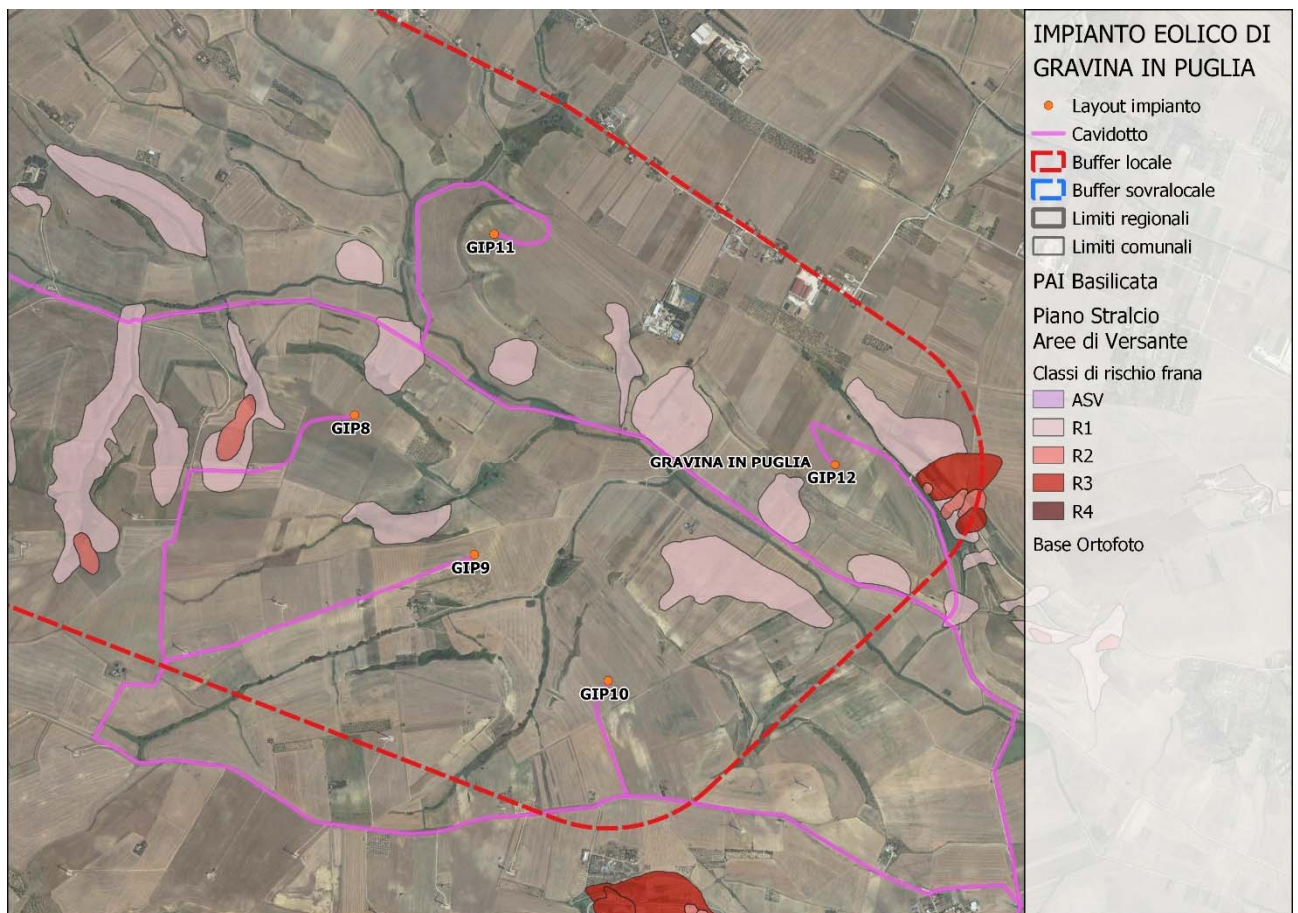 IMPIANTO EOLICO DI
GRAVINA IN PUGLIA
Layout impianto
Cavidotto
Buffer locale
Buffer sovralocale
Limiti regionali
Limiti comunali
PAI Basilicata
Piano Stralcio
Aree di Versante
Classi di rischio frana
ASV
R1
R2
R3
R4
Base Ortofoto
GIP11
GIP8
GRAVINA IN PUGLIA
GIP12
GIP9
GIP10